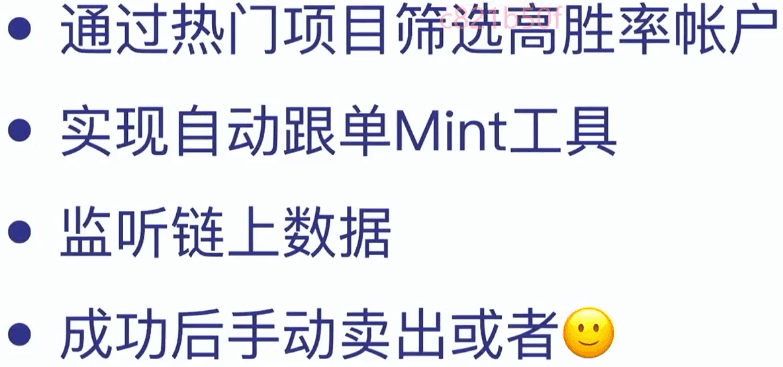 c821b50f
• 通过热门项目筛选高胜率帐户
• 实现自动跟单Mint工具
• 监听链上数据
• 成功后手动卖出或者🙂